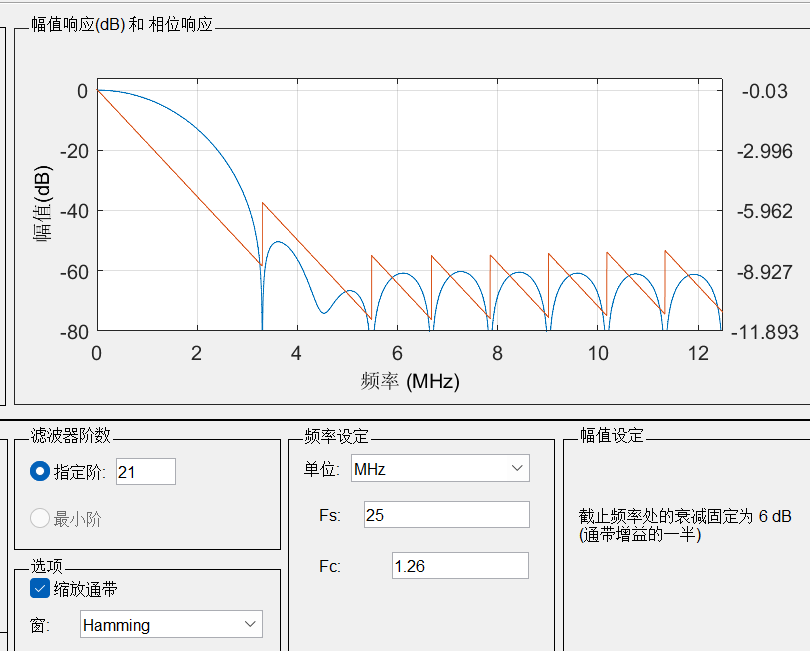 幅值响应(dB) 和 相位响应
0
-20
-40
-60
-80
幅值(dB)
-0.03
-2.996
-5.962
-8.927
-11.893
0 2 4 6 8 10 12
频率 (MHz)
滤波器阶数
指定阶: 21
最小阶
选项
缩放通带
窗: Hamming
频率设定
单位: MHz
Fs: 25
Fc: 1.26
幅值设定
截止频率处的衰减固定为 6 dB
(通带增益的一半)